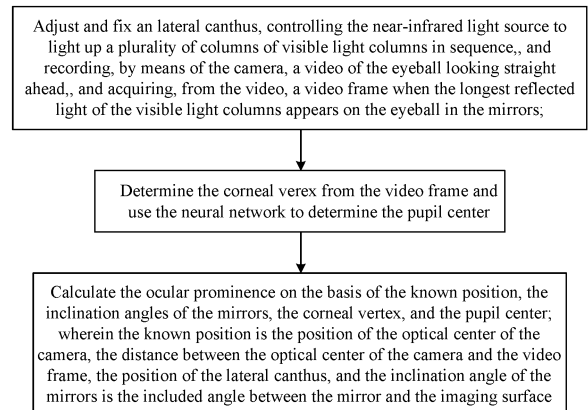 Adjust and fix an lateral canthus, controlling the near-infrared light source to
light up a plurality of columns of visible light columns in sequence,, and
recording, by means of the camera, a video of the eyeball looking straight
ahead,, and acquiring, from the video, a video frame when the longest reflected
light of the visible light columns appears on the eyeball in the mirrors;
Determine the corneal verex from the video frame and
use the neural network to determine the pupil center
Calculate the ocular prominence on the basis of the known position, the
inclination angles of the mirrors, the corneal vertex, and the pupil center;
wherein the known position is the position of the optical center of the
camera, the distance between the optical center of the camera and the video
frame, the position of the lateral canthus, and the inclination angle of the
mirrors is the included angle between the mirror and the imaging surface